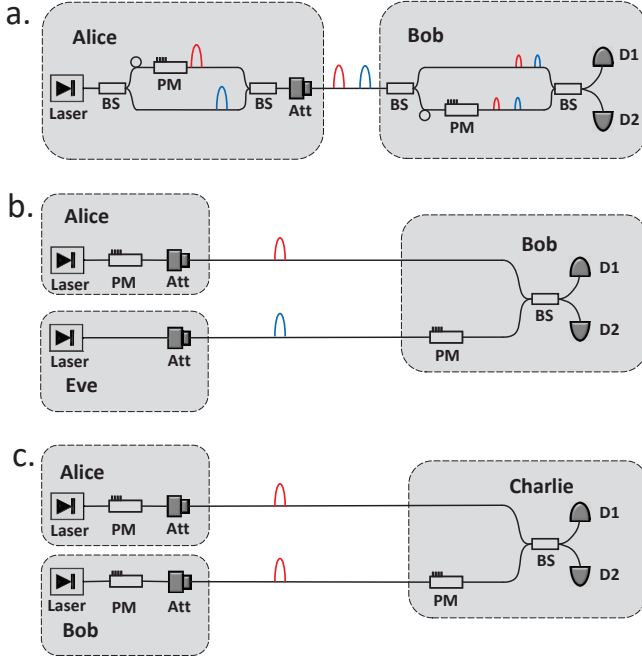 a.
Alice
Bob
Laser
BS
PM
BS
Att
BS
PM
BS
D1
D2
b.
Alice
Laser
PM
Att
Laser
Att
Eve
Bob
PM
BS
D1
D2
c.
Alice
Laser
PM
Att
Laser
PM
Att
Bob
Charlie
PM
BS
D1
D2